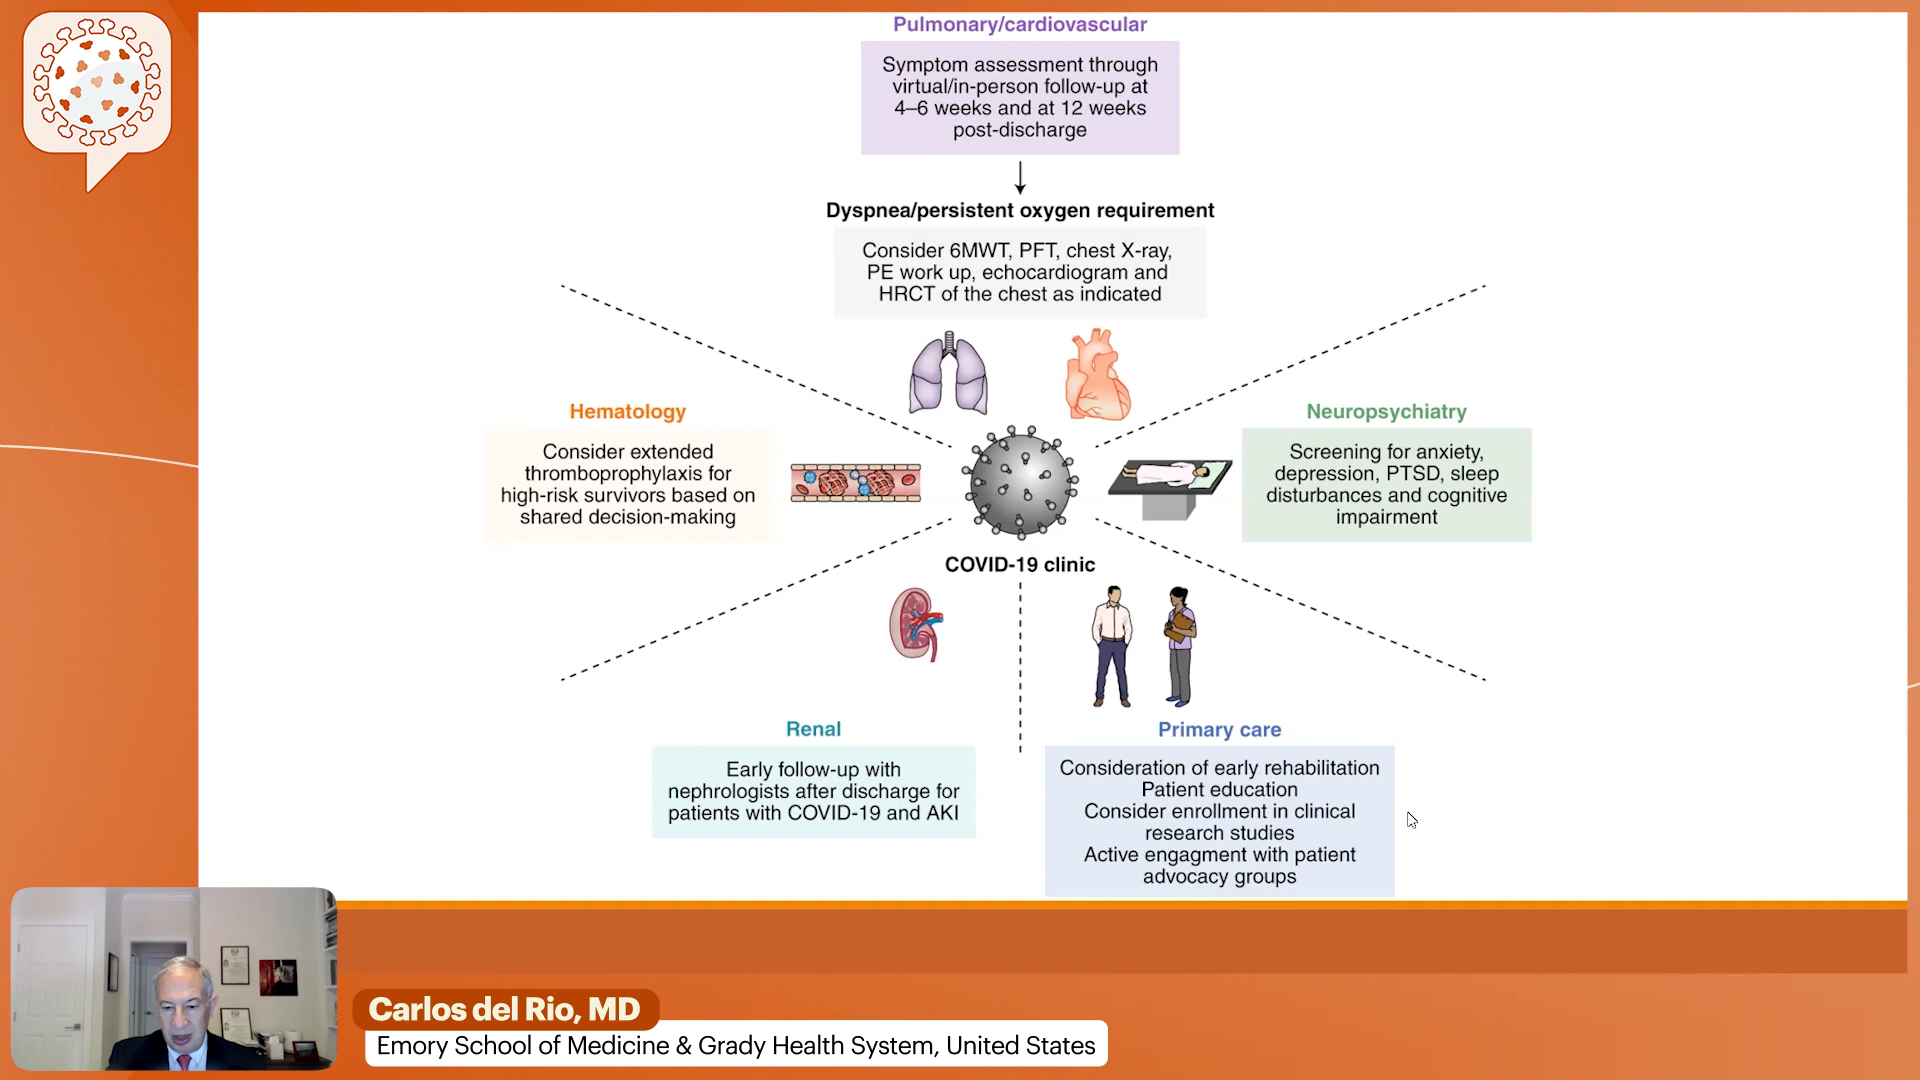 Pulmonary/cardiovascular
Symptom assessment through
virtual/in-person follow-up at
4–6 weeks and at 12 weeks
post-discharge
Dyspnea/persistent oxygen requirement
Consider 6MWT, PFT, chest X-ray,
PE work up, echocardiogram and
HRCT of the chest as indicated
Hematology
Consider extended
thromboprophylaxis for
high-risk survivors based on
shared decision-making
Neuropsychiatry
Screening for anxiety,
depression, PTSD, sleep
disturbances and cognitive
impairment
COVID-19 clinic
Renal
Early follow-up with
nephrologists after discharge for
patients with COVID-19 and AKI
Primary care
Consideration of early rehabilitation
Patient education
Consider enrollment in clinical
research studies
Active engagment with patient
advocacy groups
Carlos del Rio, MD
Emory School of Medicine & Grady Health System, United States